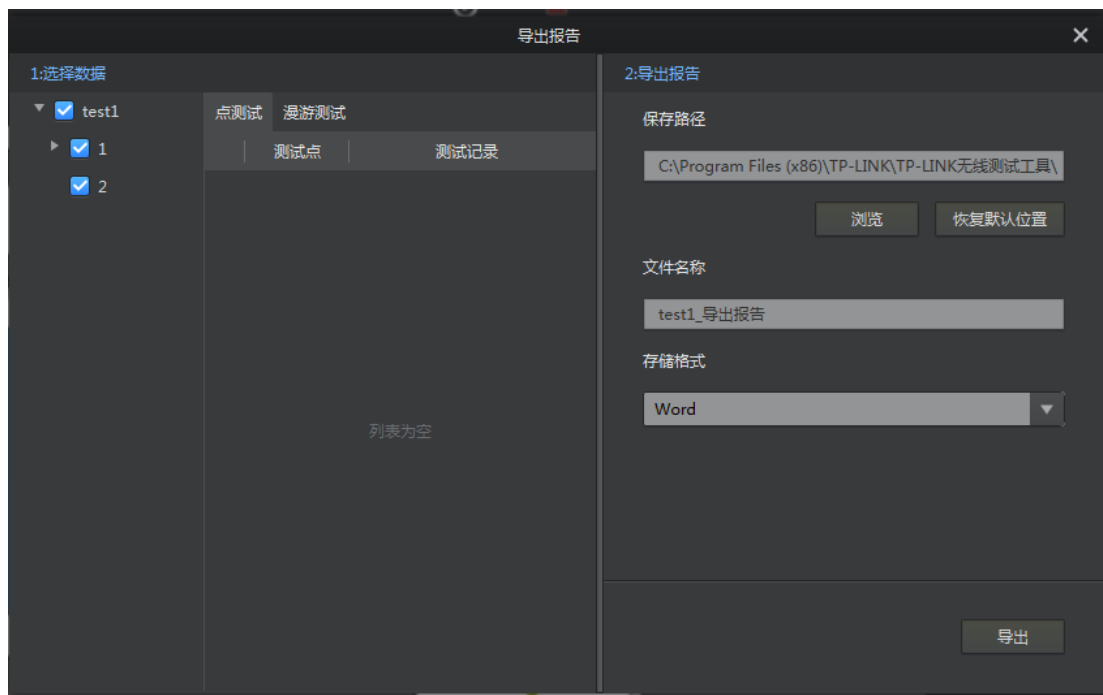 导出报告
1:选择数据
test1
1
2
点测试 漫游测试
测试点 测试记录
列表为空
2:导出报告
保存路径
C:\Program Files (x86)\TP-LINK\TP-LINK无线测试工具\
浏览 恢复默认位置
文件名称
test1_导出报告
存储格式
Word
导出